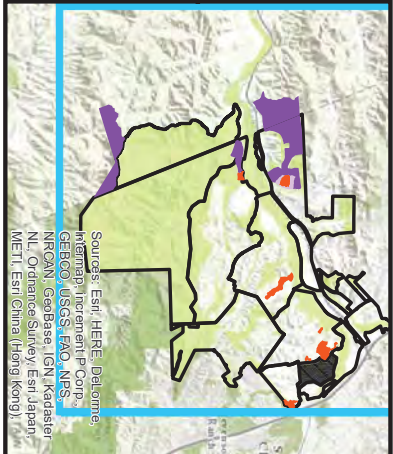 Sources: Esri, HERE, DeLorme,
Intermap, increment P Corp.,
GEBCO, USGS, FAO, NPS,
NRCAN, GeoBase, IGN, Kadaster
NL, Ordnance Survey, Esri Japan,
METI, Esri China (Hong Kong),
Ranch